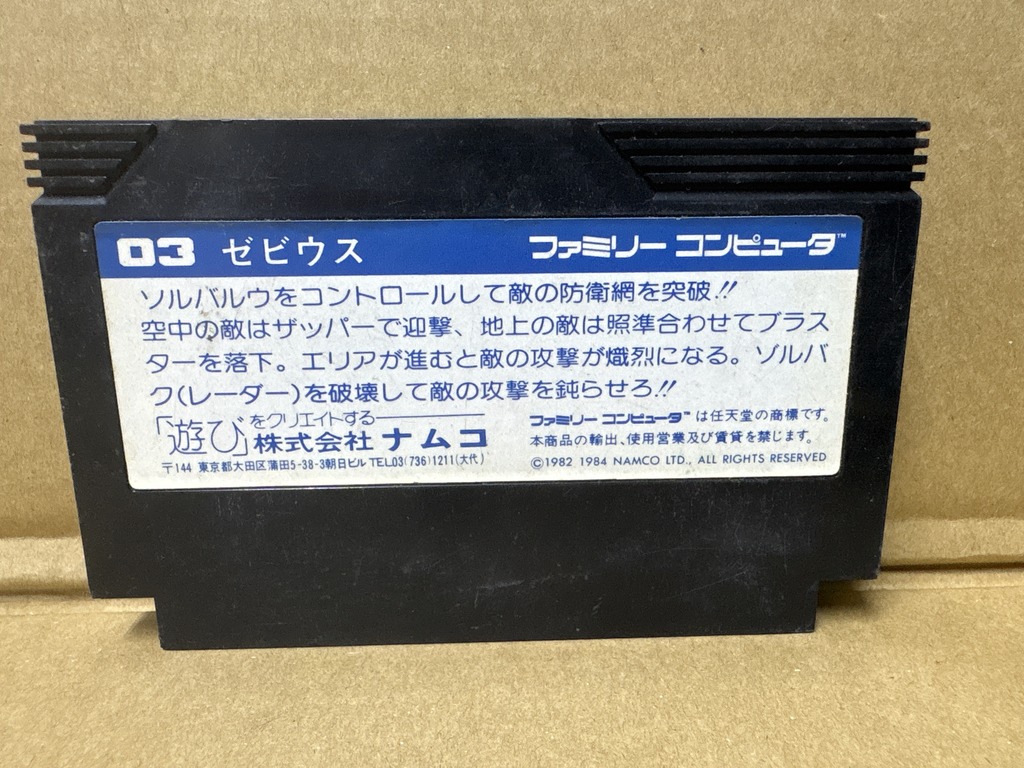 03 ゼビウス ファミリー コンピュータ™
ソルバルウをコントロールして敵の防衛網を突破!!
空中の敵はザッパーで迎撃、地上の敵は照準合わせてブラス
ターを落下。エリアが進むと敵の攻撃が熾烈になる。ゾルバ
ク(レーダー)を破壊して敵の攻撃を鈍らせろ!!
「遊び」をクリエイトする
株式会社 ナムコ
〒144 東京都大田区蒲田5-38-3朝日ビル TEL03(736)1211(大代)
ファミリー コンピュータ™ は任天堂の商標です。
本商品の輸出、使用営業及び賃貸を禁じます。
©1982 1984 NAMCO LTD., ALL RIGHTS RESERVED